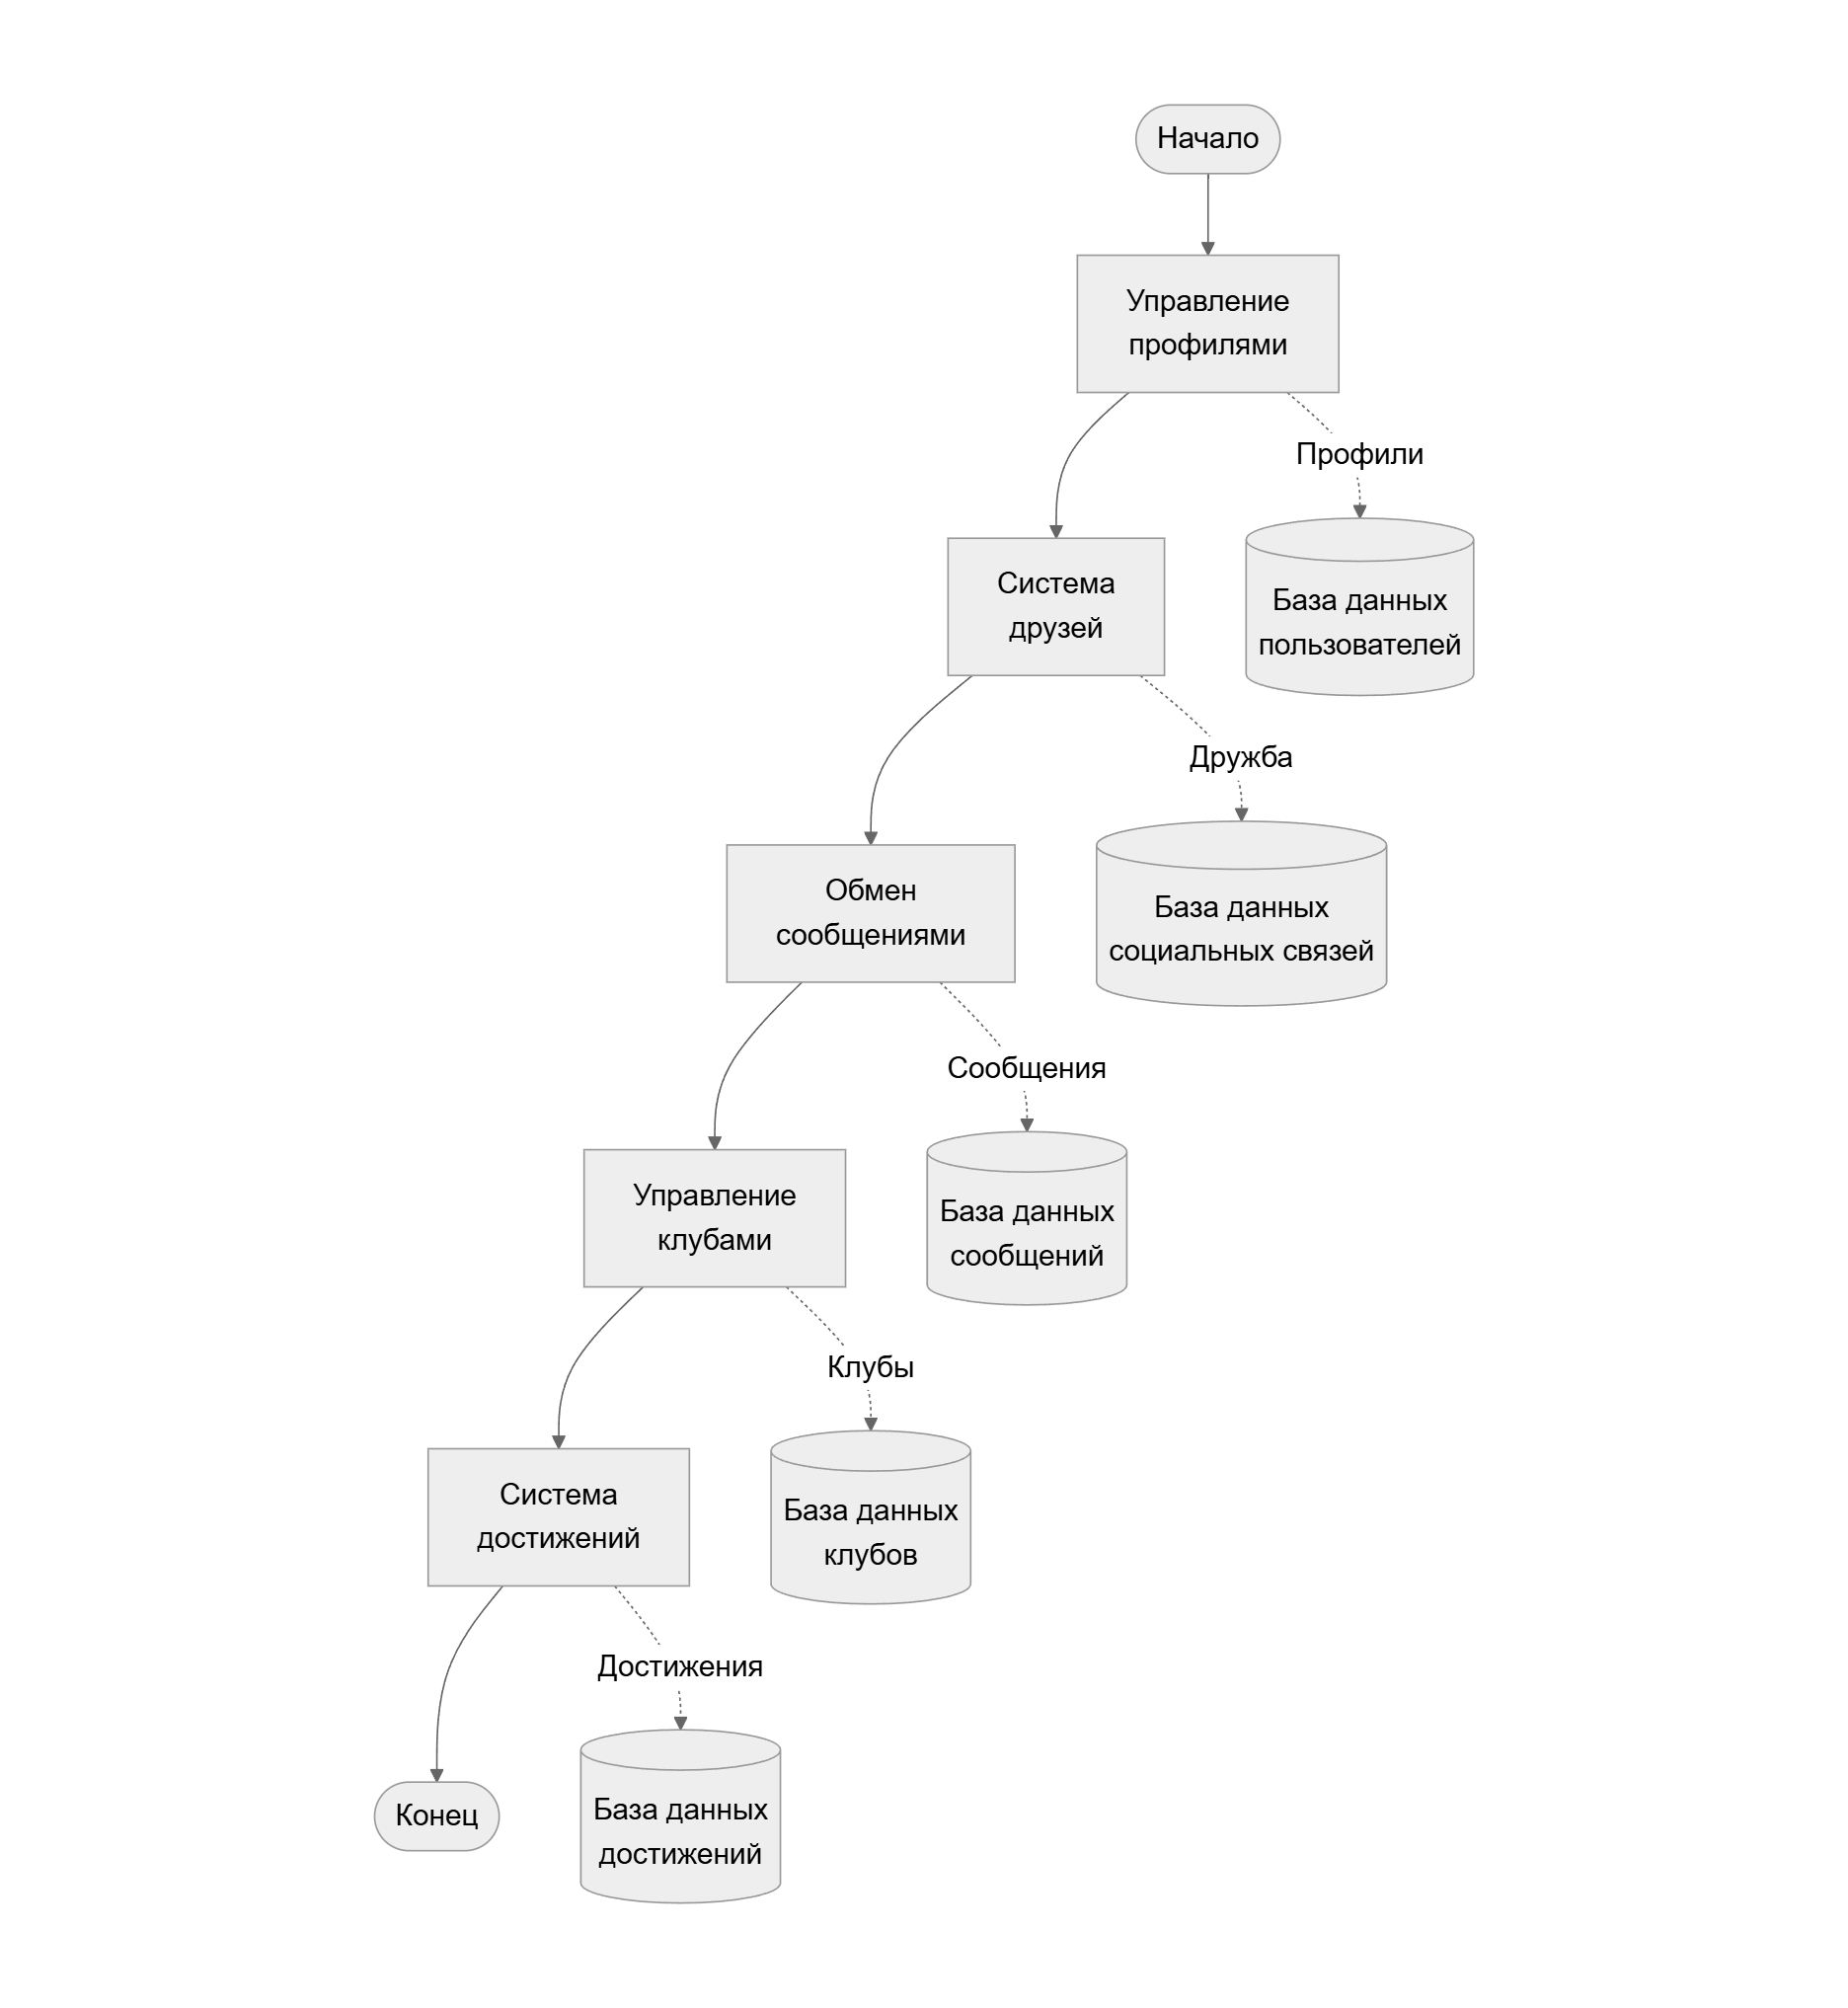 Начало
Управление
профилями
Профили
Система
друзей
База данных
пользователей
Дружба
Обмен
сообщениями
База данных
социальных связей
Сообщения
Управление
клубами
База данных
сообщений
Клубы
Система
достижений
База данных
клубов
Достижения
Конец
База данных
достижений